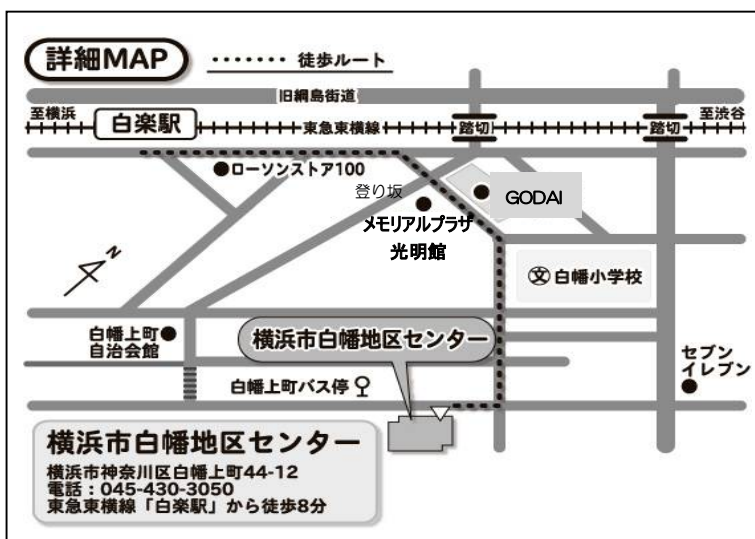 詳細MAP
徒歩ルート
旧綱島街道
至横浜
白楽駅
東急東横線
踏切
踏切
至渋谷
ローソンストア100
登り坂
GODAI
メモリアルプラザ
光明館
N
文 白幡小学校
白幡上町
自治会館
横浜市白幡地区センター
セブン
イレブン
白幡上町バス停
横浜市白幡地区センター
横浜市神奈川区白幡上町44-12
電話：045-430-3050
東急東横線「白楽駅」から徒歩8分